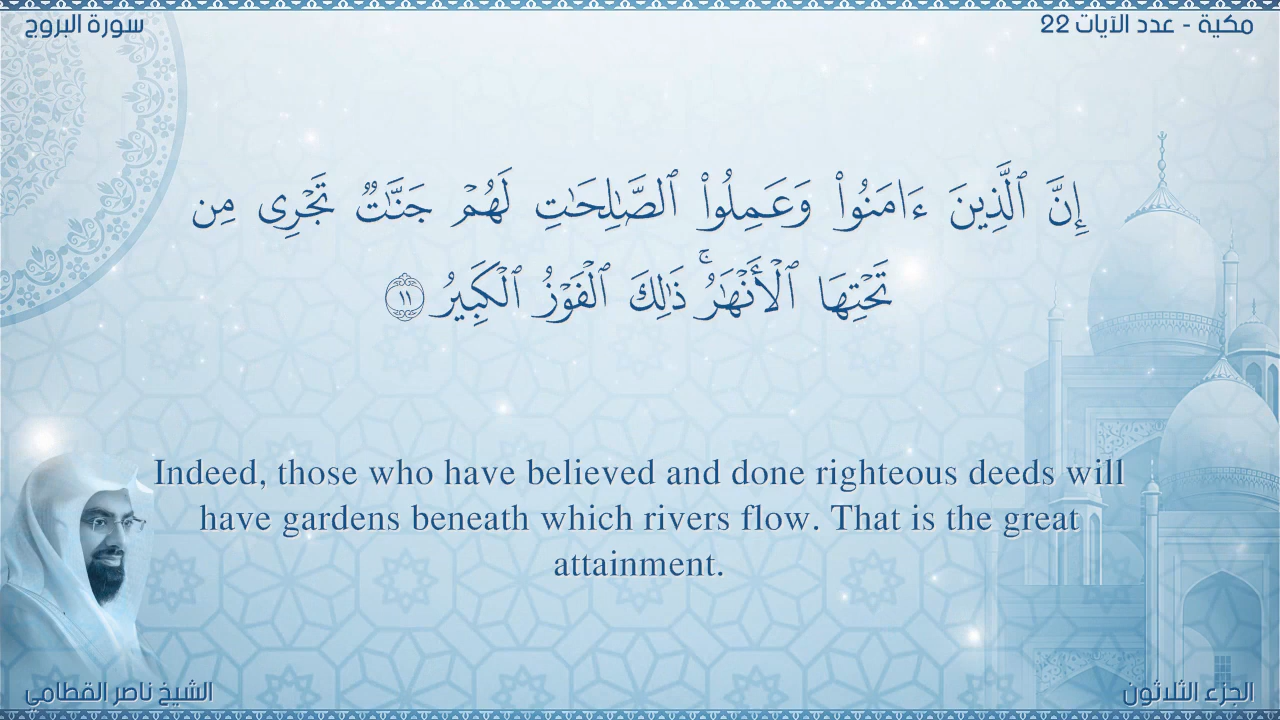 مكية - عدد الآيات 22
سورة البروج
إِنَّ ٱلَّذِينَ ءَامَنُوا۟ وَعَمِلُوا۟ ٱلصَّـٰلِحَـٰتِ لَهُمْ جَنَّـٰتٌ تَجْرِى مِن
تَحْتِهَا ٱلْأَنْهَـٰرُ ۚ ذَٰلِكَ ٱلْفَوْزُ ٱلْكَبِيرُ ١١
Indeed, those who have believed and done righteous deeds will
have gardens beneath which rivers flow. That is the great
attainment.
الجزء الثلاثون
الشيخ ناصر القطامي